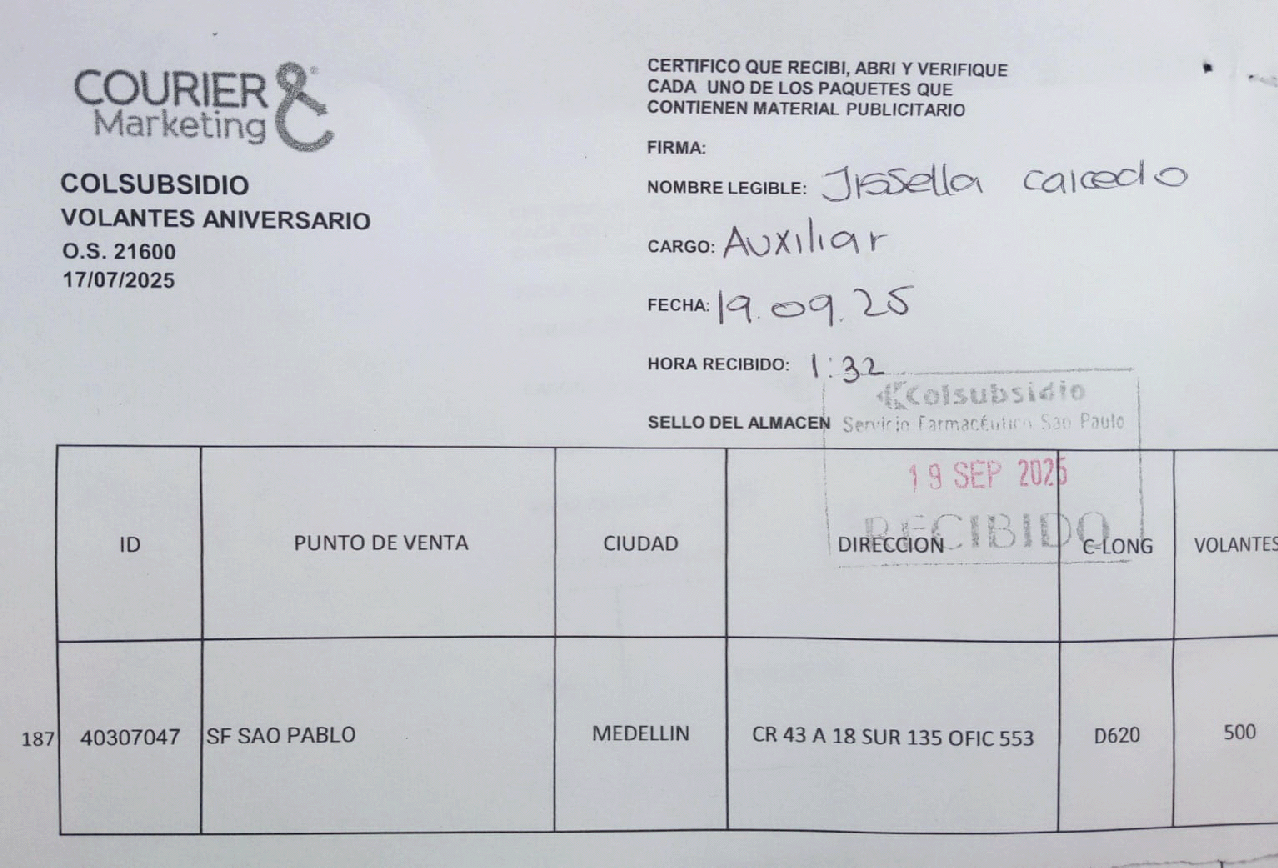 COURIER &
Marketing
COLSUBSIDIO
VOLANTES ANIVERSARIO
O.S. 21600
17/07/2025
CERTIFICO QUE RECIBI, ABRI Y VERIFIQUE
CADA UNO DE LOS PAQUETES QUE
CONTIENEN MATERIAL PUBLICITARIO
FIRMA:
NOMBRE LEGIBLE: Jissella Caicedo
CARGO: Auxiliar
FECHA: 19.09.25
HORA RECIBIDO: 1:32
SELLO DEL ALMACEN
Colsubsidio
Servicio Farmacéutico Sao Paulo
19 SEP 2025
RECIBIDO
ID PUNTO DE VENTA CIUDAD DIRECCION C-LONG VOLANTES
187 40307047 SF SAO PABLO MEDELLIN CR 43 A 18 SUR 135 OFIC 553 D620 500